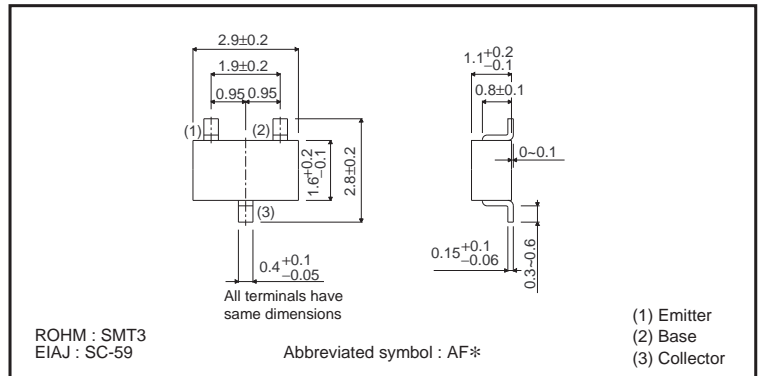 2.9±0.2
1.9±0.2
0.95 0.95
(1)
(2)
1.6+0.2−0.1
2.8±0.2
(3)
0.4+0.1−0.05
All terminals have
same dimensions
1.1+0.2−0.1
0.8±0.1
0~0.1
0.15+0.1−0.06
0.3~0.6
ROHM : SMT3
EIAJ : SC-59
Abbreviated symbol : AF*
(1) Emitter
(2) Base
(3) Collector